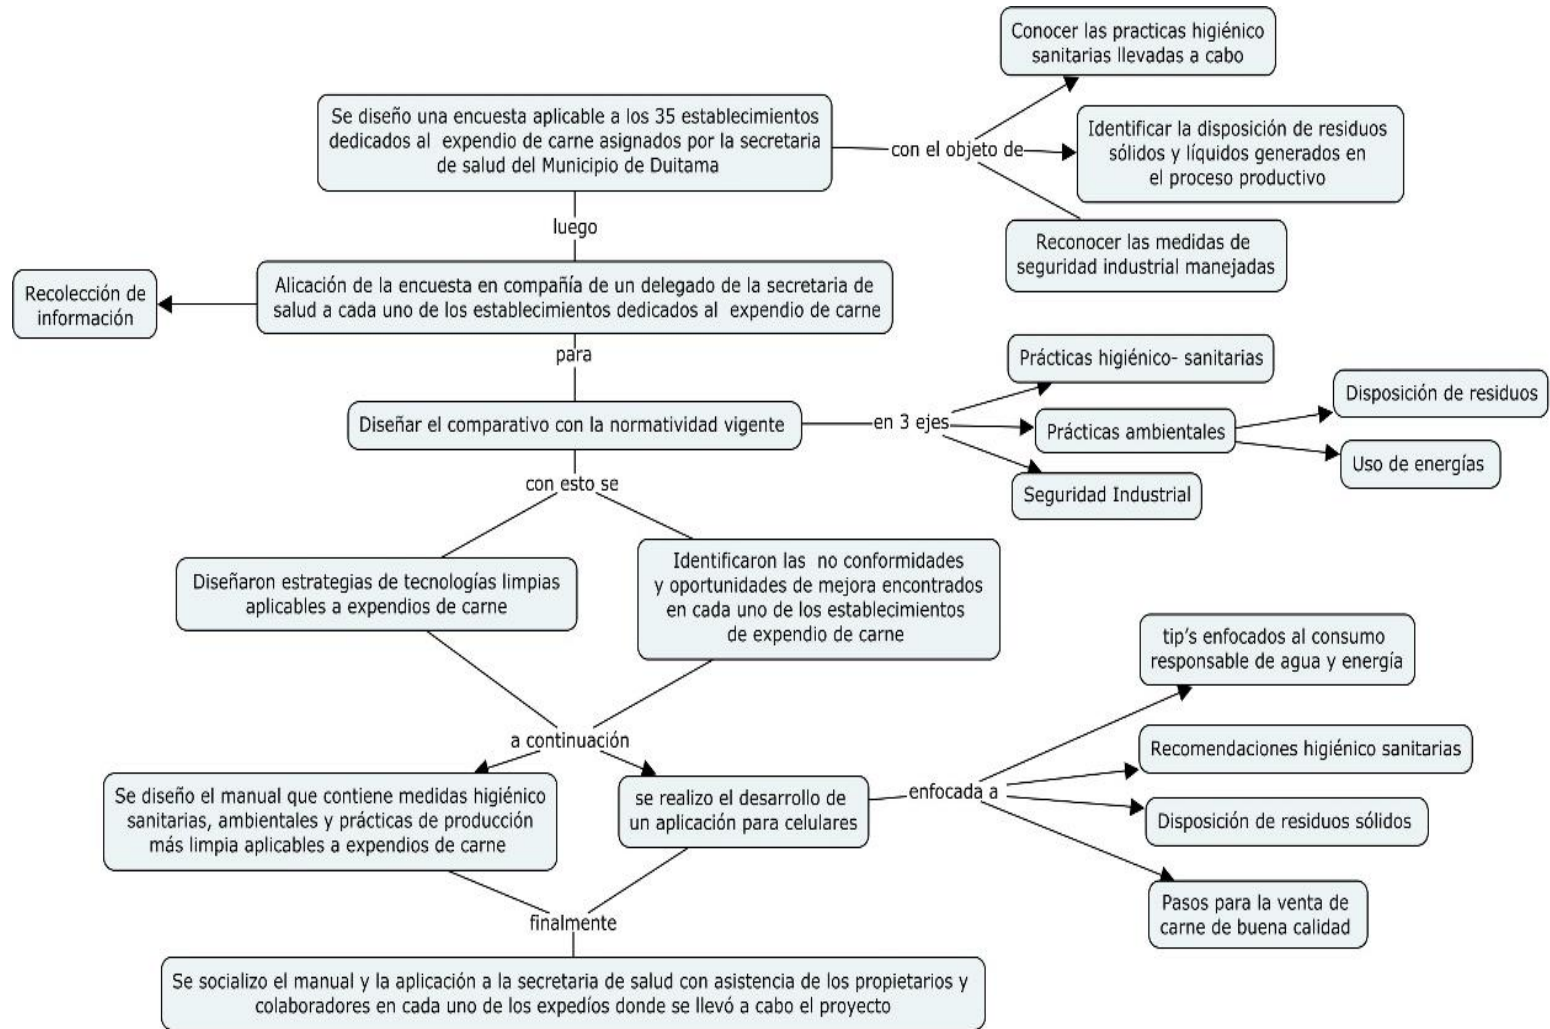 Conocer las practicas higiénico
sanitarias llevadas a cabo
Se diseño una encuesta aplicable a los 35 establecimientos
dedicados al  expendio de carne asignados por la secretaria
de salud del Municipio de Duitama
con el objeto de
Identificar la disposición de residuos
sólidos y líquidos generados en
el proceso productivo
Reconocer las medidas de
seguridad industrial manejadas
luego
Recolección de
información
Alicación de la encuesta en compañía de un delegado de la secretaria de
salud a cada uno de los establecimientos dedicados al  expendio de carne
para
Diseñar el comparativo con la normatividad vigente
en 3 ejes
Prácticas higiénico- sanitarias
Prácticas ambientales
Disposición de residuos
Uso de energías
Seguridad Industrial
con esto se
Diseñaron estrategias de tecnologías limpias
aplicables a expendios de carne
Identificaron las  no conformidades
y oportunidades de mejora encontrados
en cada uno de los establecimientos
de expendio de carne
a continuación
Se diseño el manual que contiene medidas higiénico
sanitarias, ambientales y prácticas de producción
más limpia aplicables a expendios de carne
se realizo el desarrollo de
un aplicación para celulares
enfocada a
tip's enfocados al consumo
responsable de agua y energía
Recomendaciones higiénico sanitarias
Disposición de residuos sólidos
Pasos para la venta de
carne de buena calidad
finalmente
Se socializo el manual y la aplicación a la secretaria de salud con asistencia de los propietarios y
colaboradores en cada uno de los expedíos donde se llevó a cabo el proyecto